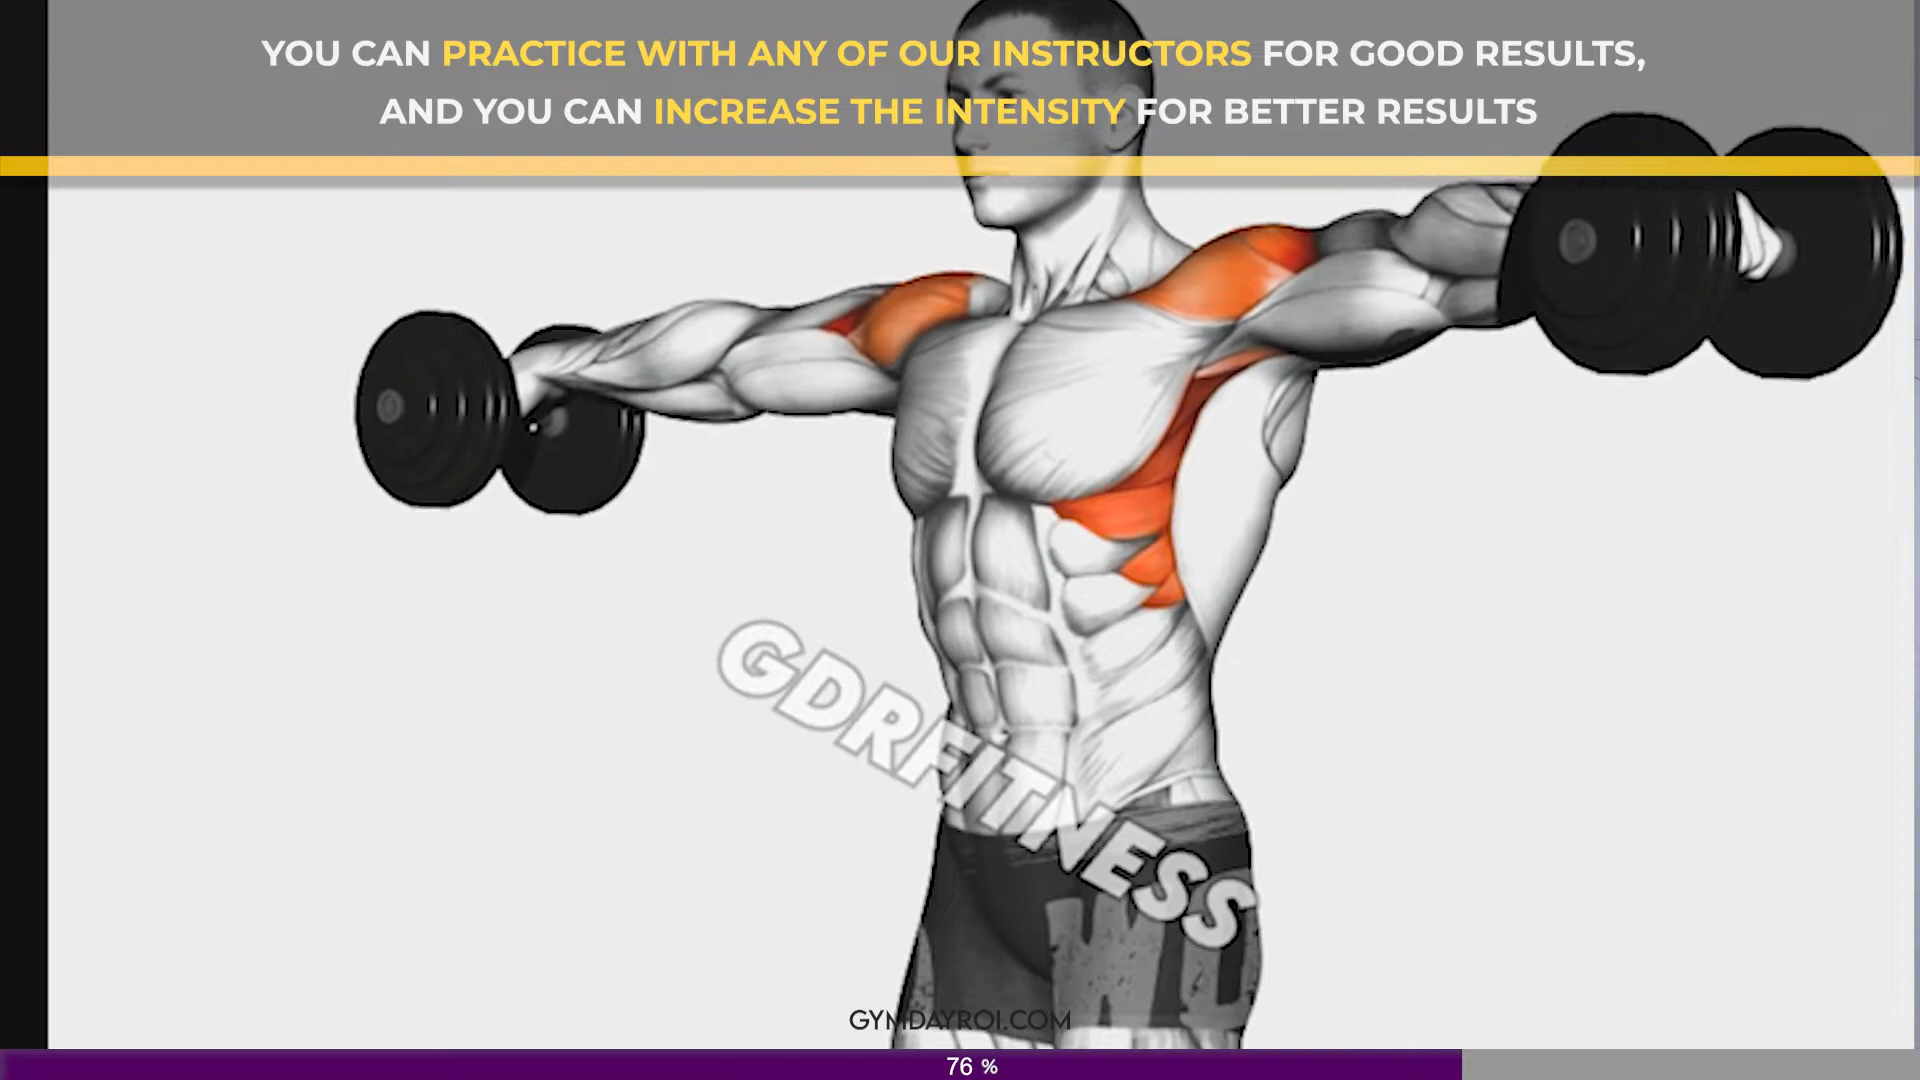 YOU CAN PRACTICE WITH ANY OF OUR INSTRUCTORS FOR GOOD RESULTS,
AND YOU CAN INCREASE THE INTENSITY FOR BETTER RESULTS
GDRFITNESS
GYMDAYROI.COM
76 %